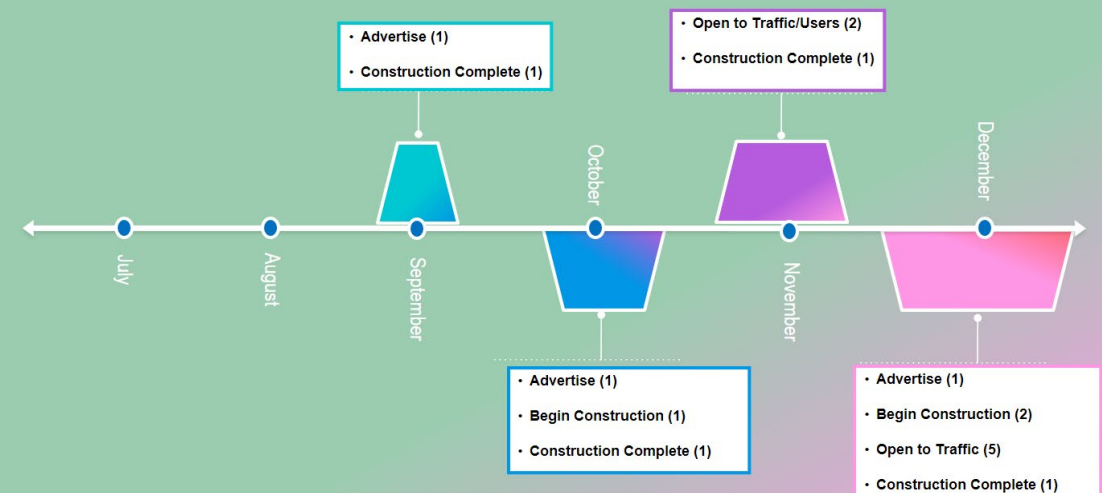 • Advertise (1)
• Construction Complete (1)
• Open to Traffic/Users (2)
• Construction Complete (1)
July
August
September
October
November
December
• Advertise (1)
• Begin Construction (1)
• Construction Complete (1)
• Advertise (1)
• Begin Construction (2)
• Open to Traffic (5)
• Construction Complete (1)